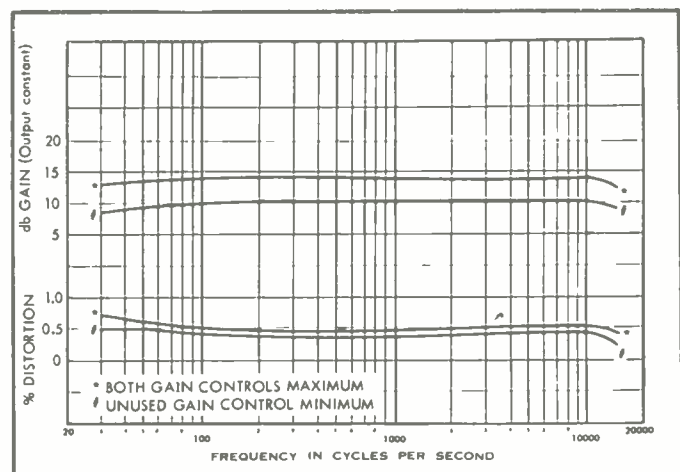 db GAIN (Output constant)
20
15
10
5
% DISTORTION
1.0
0.5
0
* BOTH GAIN CONTROLS MAXIMUM
ƒ UNUSED GAIN CONTROL MINIMUM
20 100 1000 10000 20000
FREQUENCY IN CYCLES PER SECOND